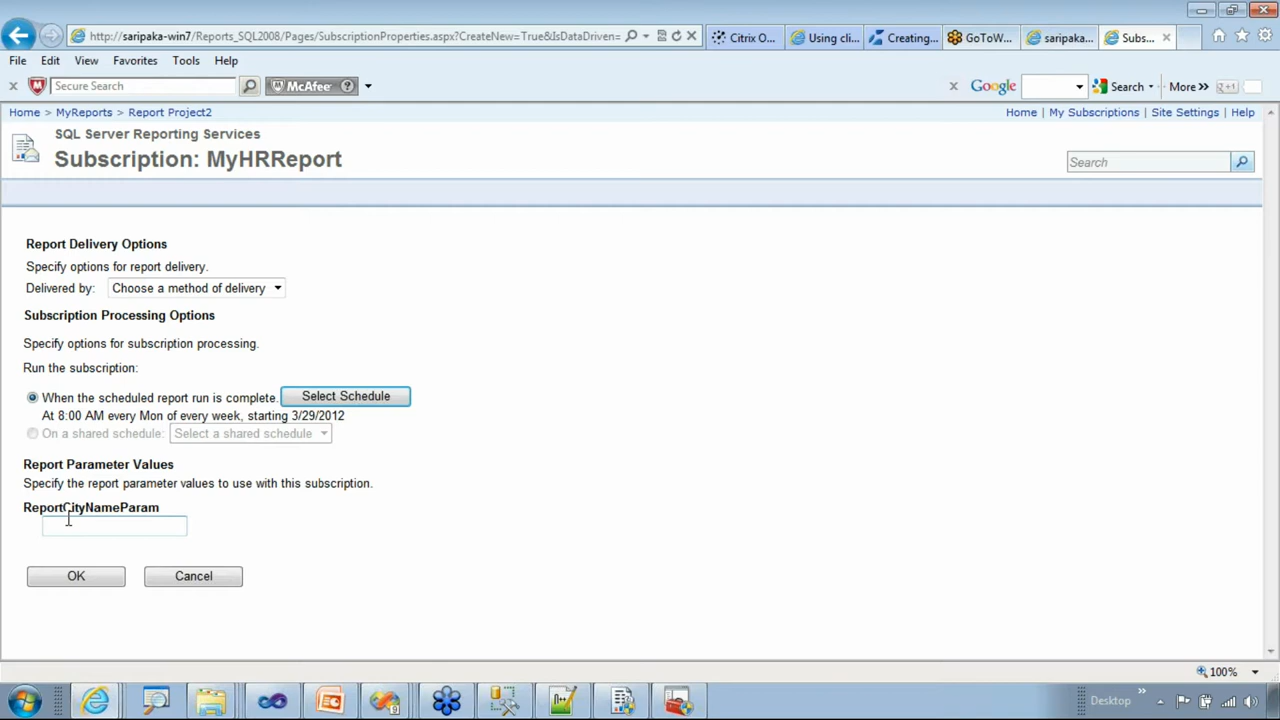 http://saripaka-win7/Reports_SQL2008/Pages/SubscriptionProperties.aspx?CreateNew=True&IsDataDriven=
Citrix O...
Using cli...
Creating...
GoToW...
saripaka...
Subs...
File Edit View Favorites Tools Help
Secure Search
McAfee
Google
Search
More »
Home > MyReports > Report Project2
Home | My Subscriptions | Site Settings | Help
SQL Server Reporting Services
Subscription: MyHRReport
Search
Report Delivery Options
Specify options for report delivery.
Delivered by: Choose a method of delivery
Subscription Processing Options
Specify options for subscription processing.
Run the subscription:
When the scheduled report run is complete. Select Schedule
At 8:00 AM every Mon of every week, starting 3/29/2012
On a shared schedule: Select a shared schedule
Report Parameter Values
Specify the report parameter values to use with this subscription.
ReportCityNameParam
OK Cancel
100%
Desktop